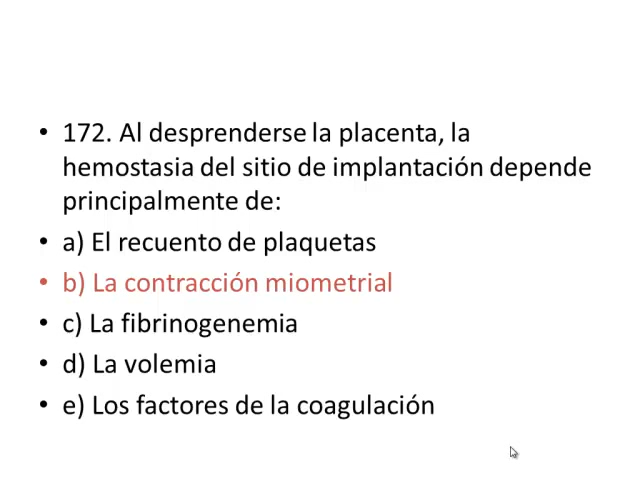 • 172. Al desprenderse la placenta, la
hemostasia del sitio de implantación depende
principalmente de:
• a) El recuento de plaquetas
• b) La contracción miometrial
• c) La fibrinogenemia
• d) La volemia
• e) Los factores de la coagulación